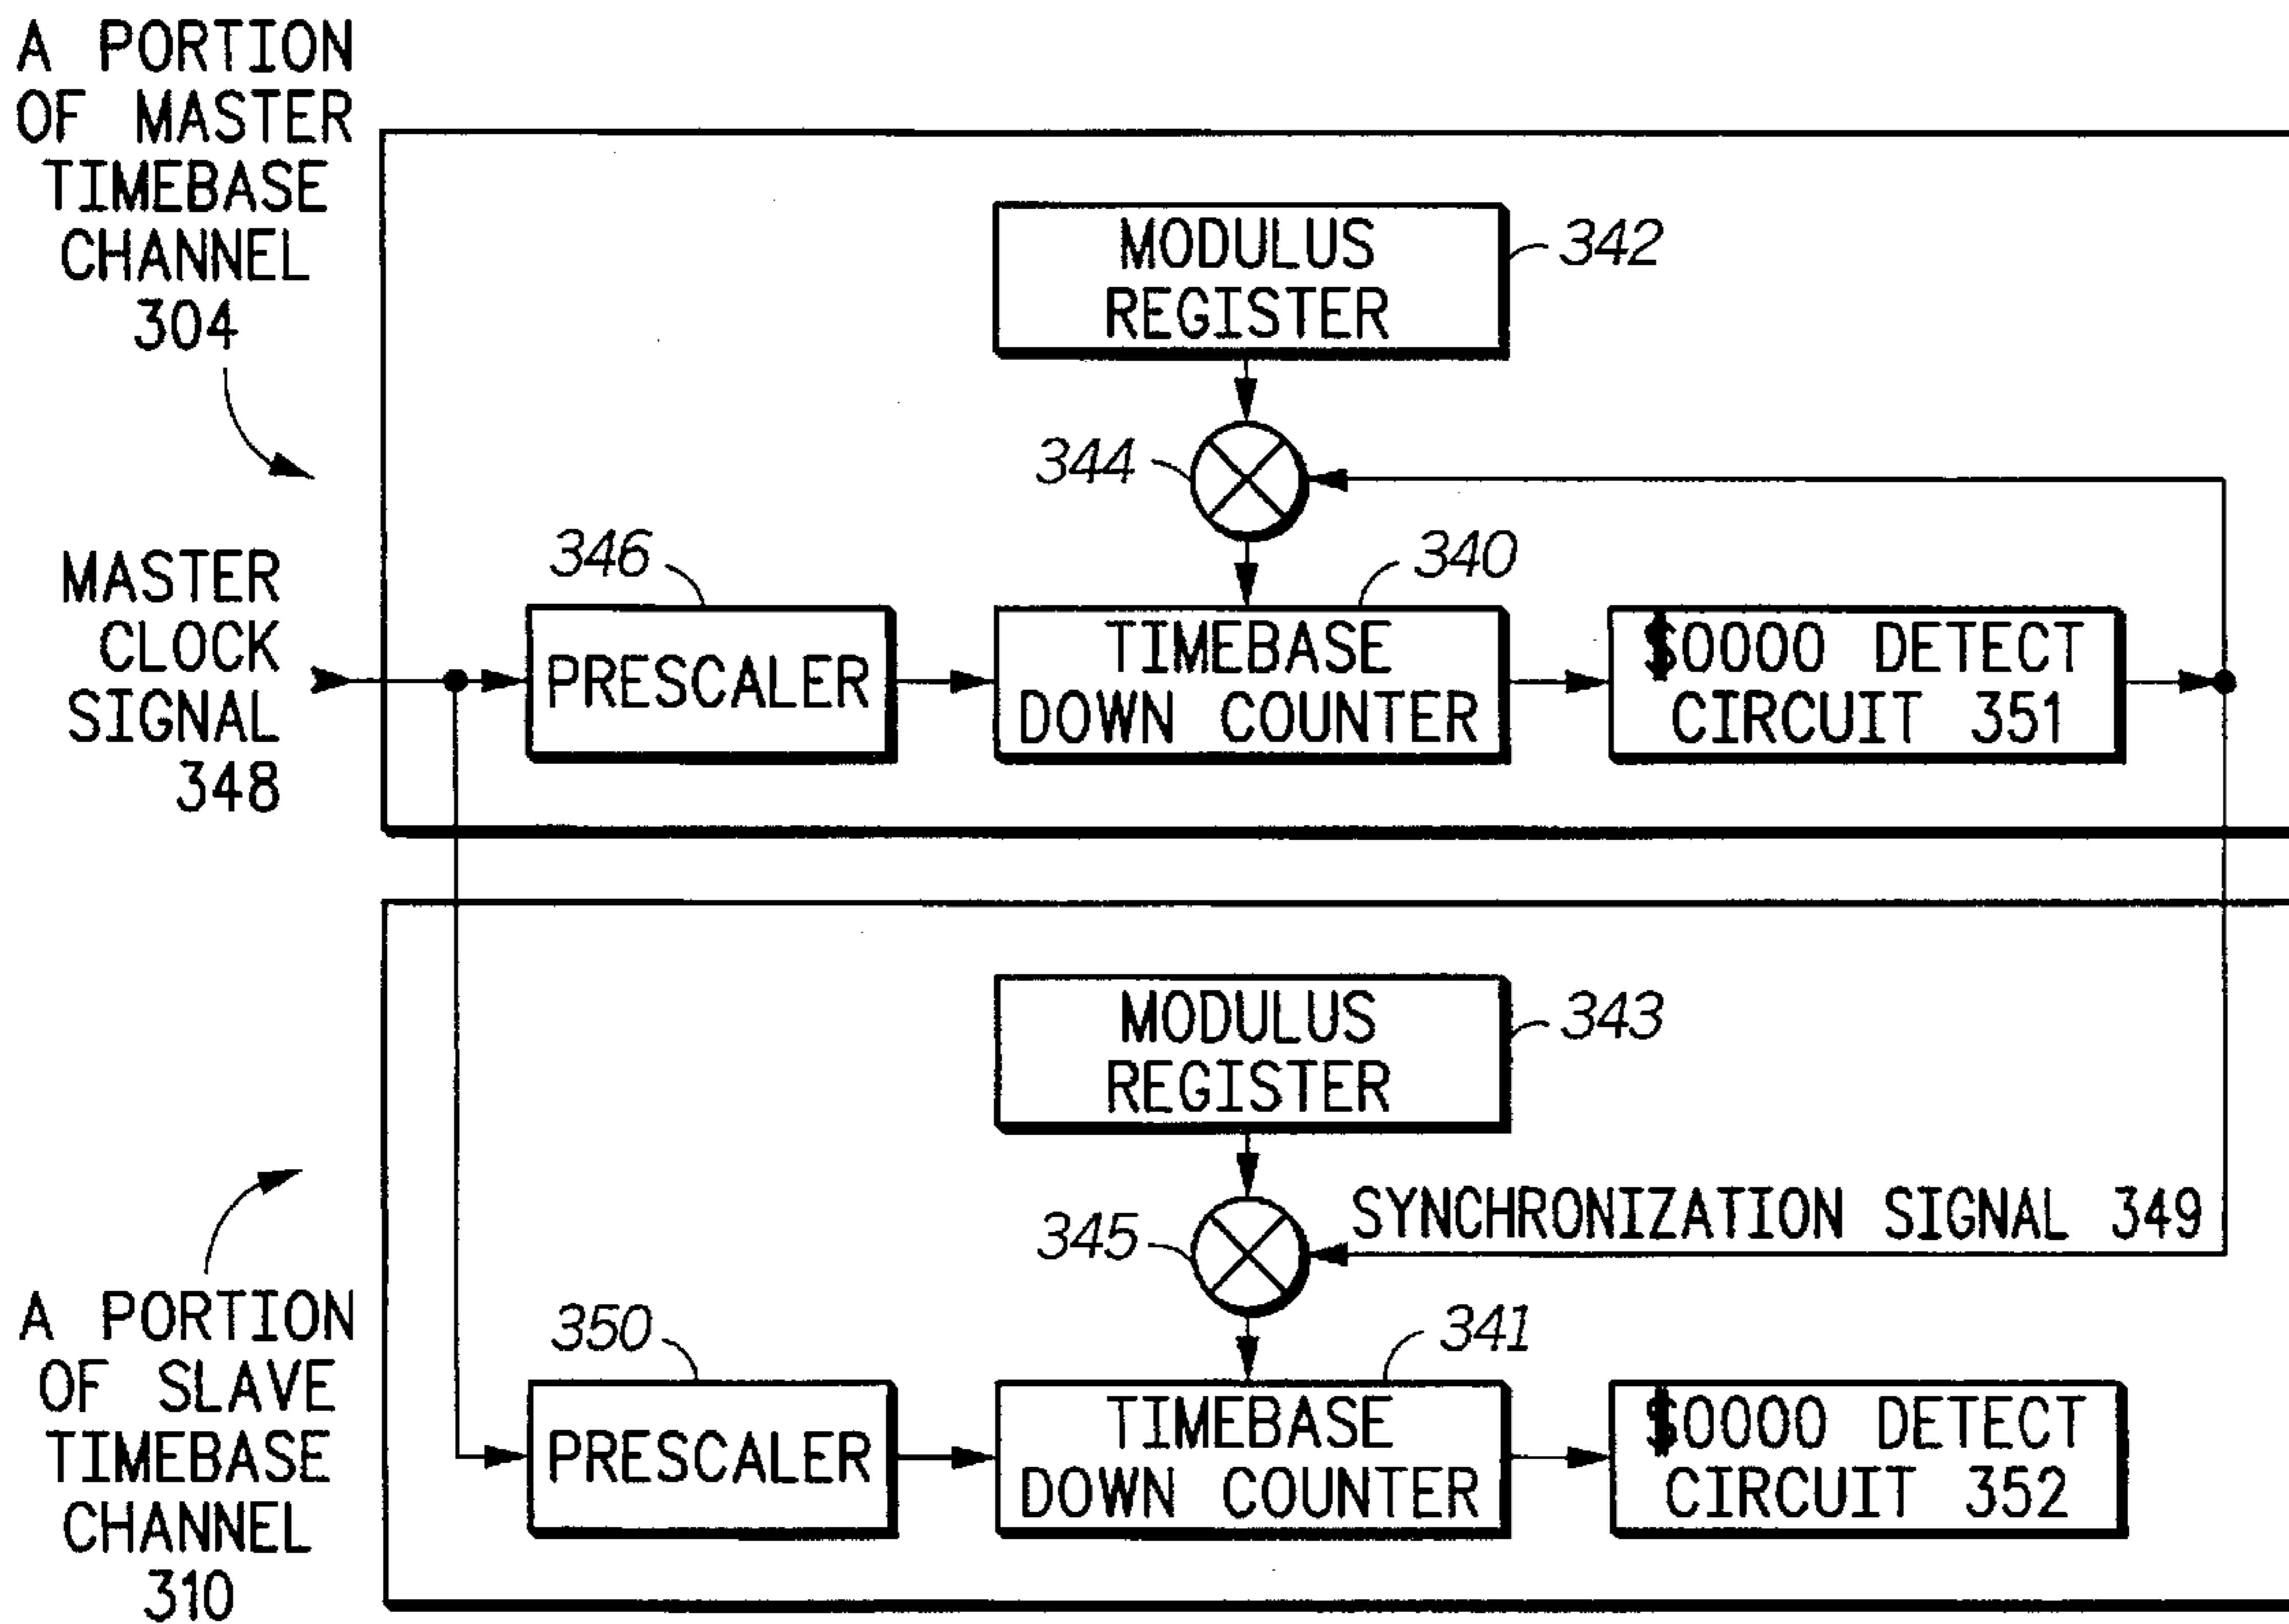 A PORTION
OF MASTER
TIMEBASE
CHANNEL
304
MODULUS
REGISTER
342
344
MASTER
CLOCK
SIGNAL
348
346
PRESCALER
340
TIMEBASE
DOWN COUNTER
$0000 DETECT
CIRCUIT 351
MODULUS
REGISTER
343
345
SYNCHRONIZATION SIGNAL 349
A PORTION
OF SLAVE
TIMEBASE
CHANNEL
310
350
PRESCALER
341
TIMEBASE
DOWN COUNTER
$0000 DETECT
CIRCUIT 352